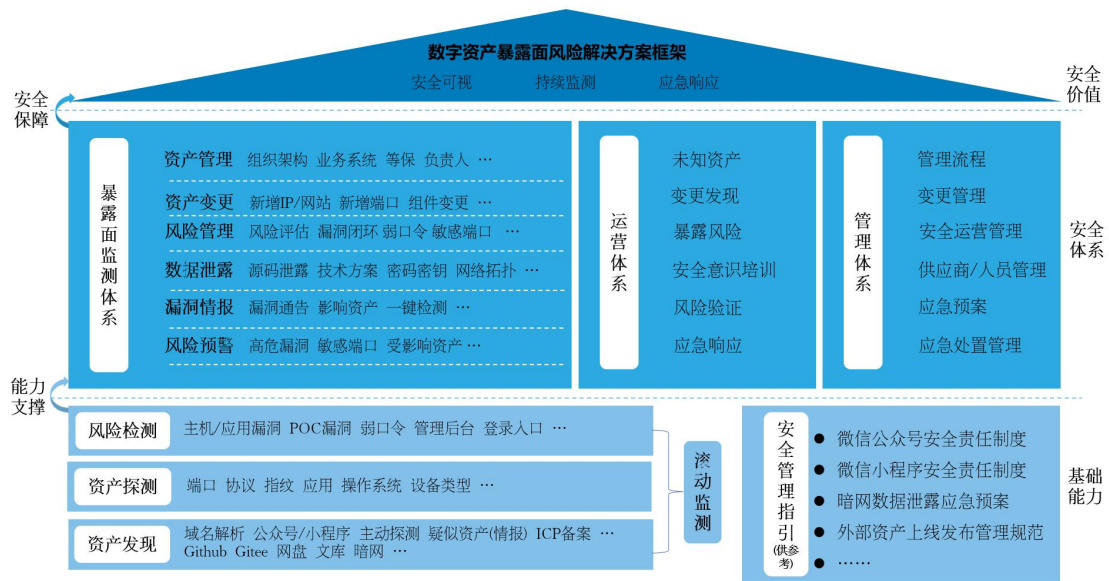 数字资产暴露面风险解决方案框架
安全可视 持续监测 应急响应
安全
保障
安全
价值
暴露面监测体系
资产管理 组织架构 业务系统 等保 负责人 …
资产变更 新增IP/网站 新增端口 组件变更 …
风险管理 风险评估 漏洞闭环 弱口令 敏感端口 …
数据泄露 源码泄露 技术方案 密码密钥 网络拓扑 …
漏洞情报 漏洞通告 影响资产 一键检测 …
风险预警 高危漏洞 敏感端口 受影响资产 …
运营体系
未知资产
变更发现
暴露风险
安全意识培训
风险验证
应急响应
管理体系
管理流程
变更管理
安全运营管理
供应商/人员管理
应急预案
应急处置管理
安全
体系
能力
支撑
风险检测 主机/应用漏洞 POC漏洞 弱口令 管理后台 登录入口 …
资产探测 端口 协议 指纹 应用 操作系统 设备类型 …
资产发现 域名解析 公众号/小程序 主动探测 疑似资产(情报) ICP备案 …
Github Gitee 网盘 文库 暗网 …
滚动监测
安全管理指引
(供参考)
● 微信公众号安全责任制度
● 微信小程序安全责任制度
● 暗网数据泄露应急预案
● 外部资产上线发布管理规范
● ……
基础
能力